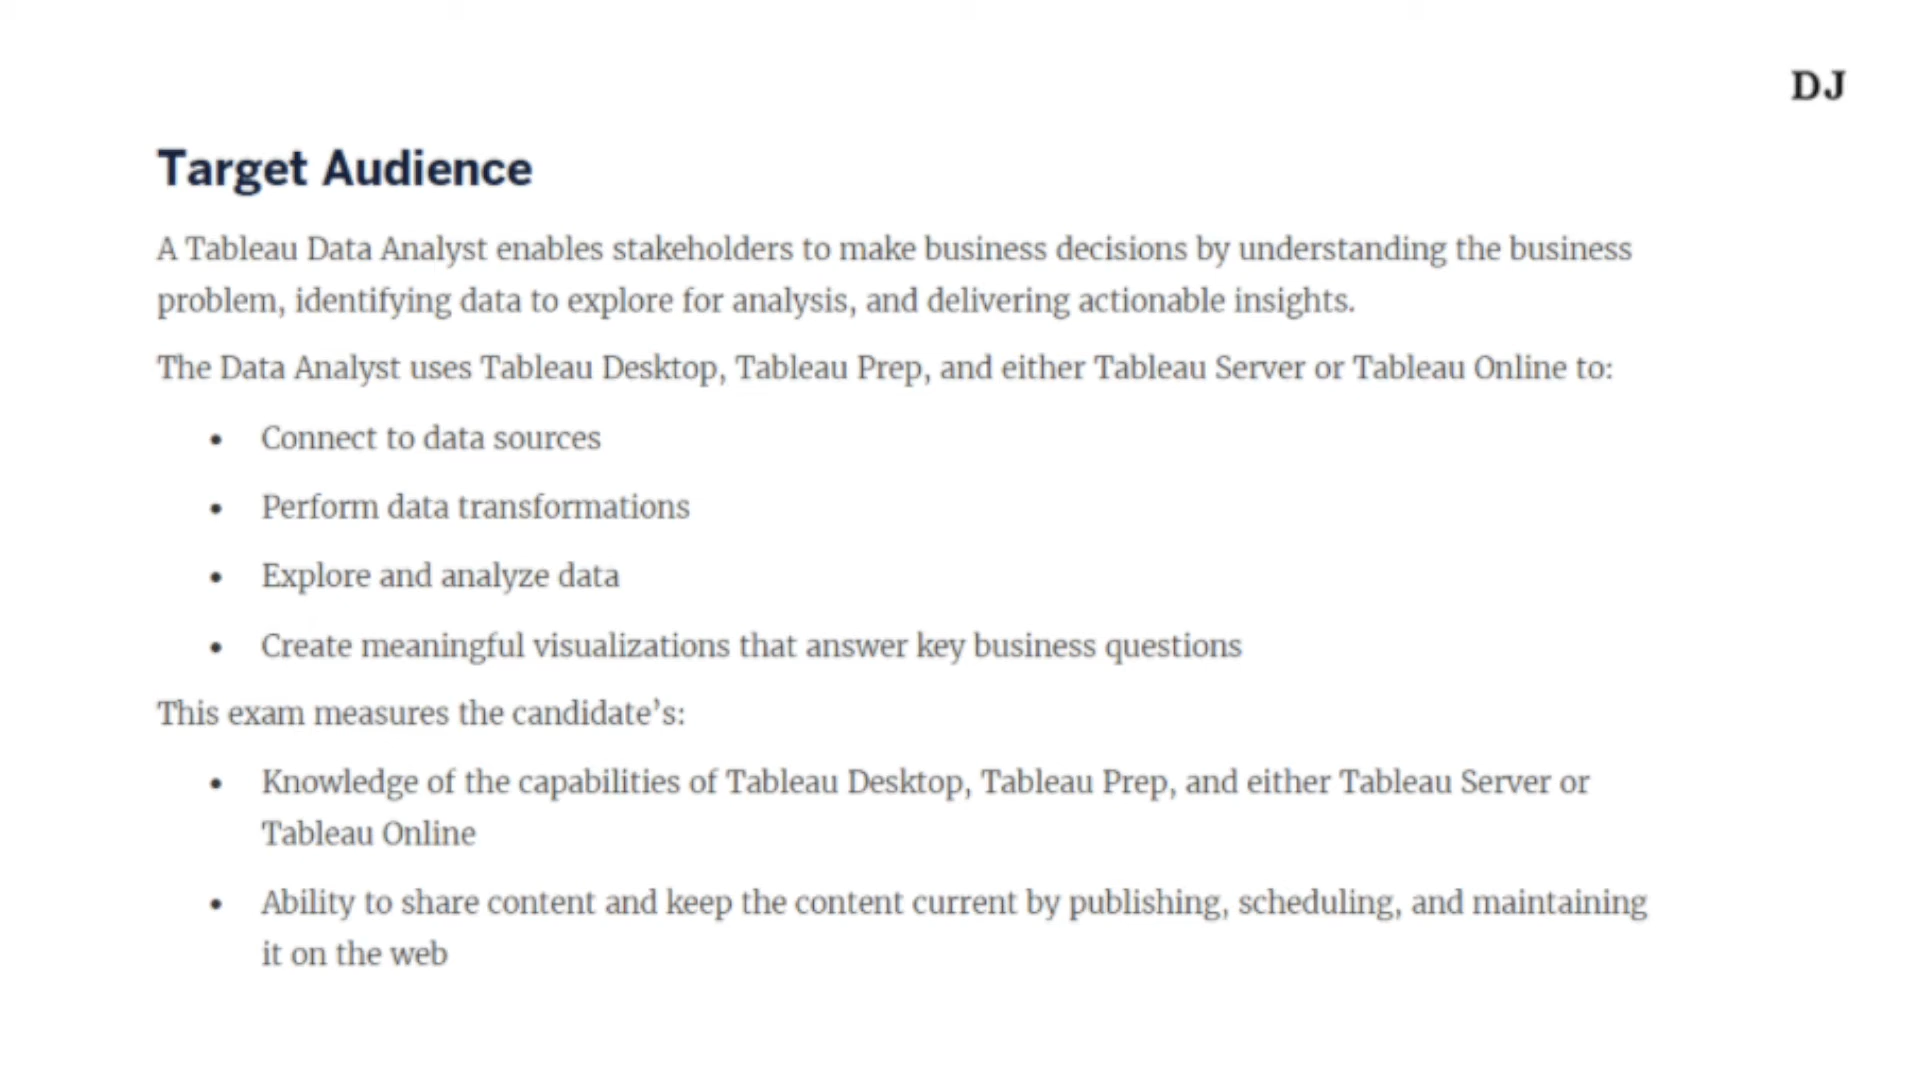 DJ
Target Audience
A Tableau Data Analyst enables stakeholders to make business decisions by understanding the business
problem, identifying data to explore for analysis, and delivering actionable insights.
The Data Analyst uses Tableau Desktop, Tableau Prep, and either Tableau Server or Tableau Online to:
• Connect to data sources
• Perform data transformations
• Explore and analyze data
• Create meaningful visualizations that answer key business questions
This exam measures the candidate’s:
• Knowledge of the capabilities of Tableau Desktop, Tableau Prep, and either Tableau Server or
Tableau Online
• Ability to share content and keep the content current by publishing, scheduling, and maintaining
it on the web